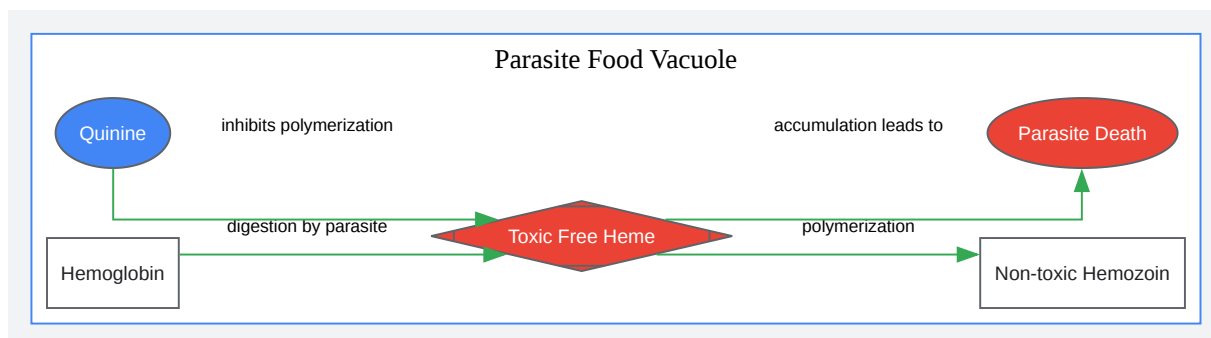 Parasite Food Vacuole
Quinine
inhibits polymerization
accumulation leads to
Parasite Death
digestion by parasite
Toxic Free Heme
polymerization
Hemoglobin
Non-toxic Hemozoin